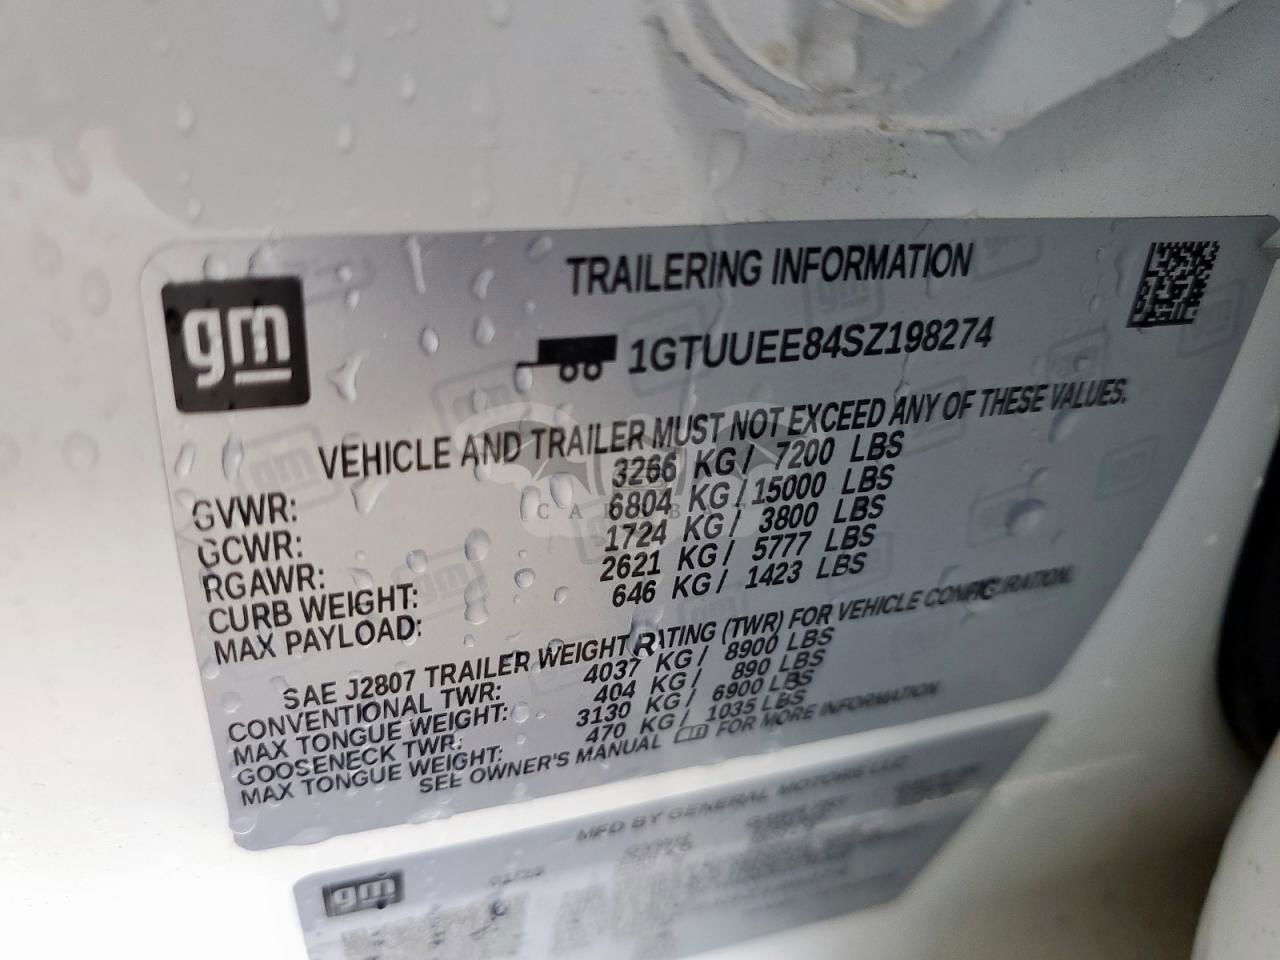 gm
TRAILERING INFORMATION
1GTUUEE84SZ198274
VEHICLE AND TRAILER MUST NOT EXCEED ANY OF THESE VALUES.
GVWR: 3266 KG/ 7200 LBS
GCWR: 6804 KG/15000 LBS
RGAWR: 1724 KG/ 3800 LBS
CURB WEIGHT: 2621 KG/ 5777 LBS
MAX PAYLOAD: 646 KG/ 1423 LBS
SAE J2807 TRAILER WEIGHT RATING (TWR) FOR VEHICLE CONFIGURATION.
CONVENTIONAL TWR: 4037 KG/ 8900 LBS
MAX TONGUE WEIGHT: 404 KG/ 890 LBS
GOOSENECK TWR: 3130 KG/ 6900 LBS
MAX TONGUE WEIGHT: 470 KG/ 1035 LBS
SEE OWNER'S MANUAL FOR MORE INFORMATION
MFD BY GENERAL MOTORS LLC
gm